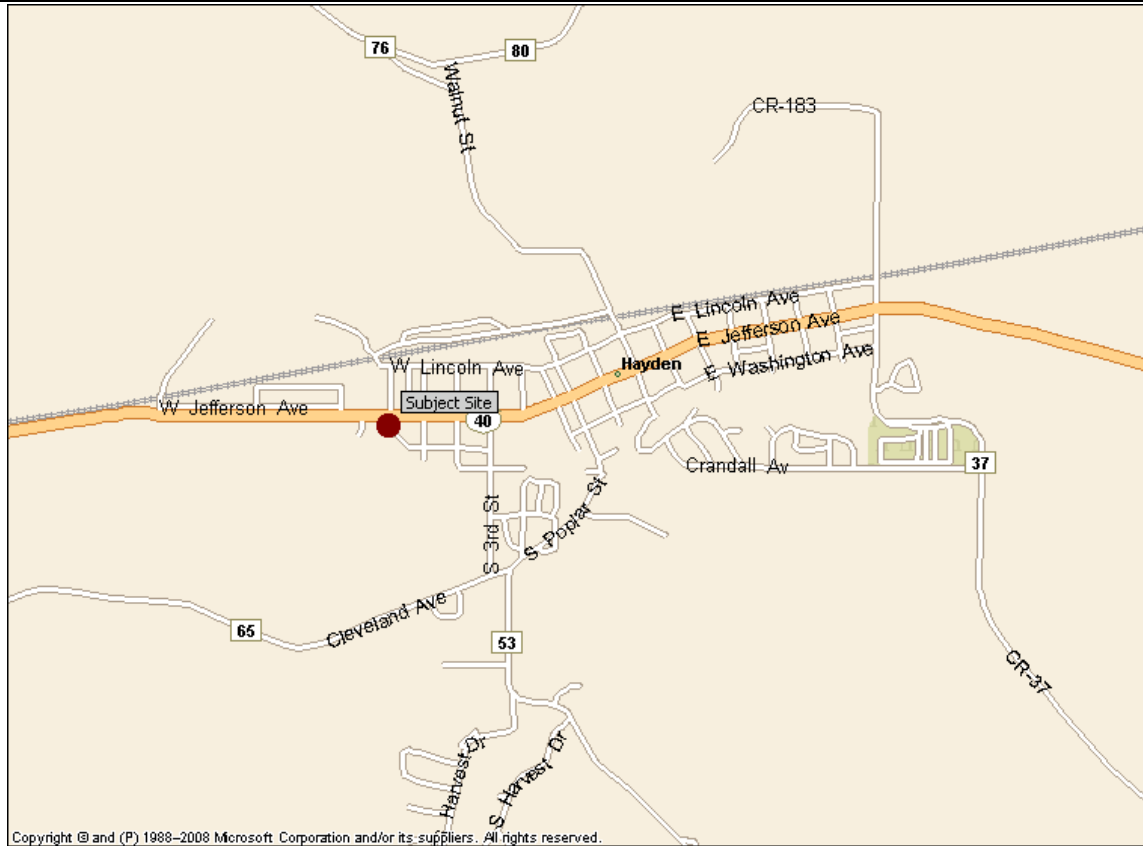 76
80
Walnut St
CR-183
E Lincoln Ave
E Jefferson Ave
Hayden
E Washington Ave
W Lincoln Ave
Subject Site
W Jefferson Ave
40
Crandall Av
37
S 3rd St
S Poplar St
Cleveland Ave
65
53
CR-37
Harvest Dr
S Harvest Dr
Copyright © and (P) 1988–2008 Microsoft Corporation and/or its suppliers. All rights reserved.